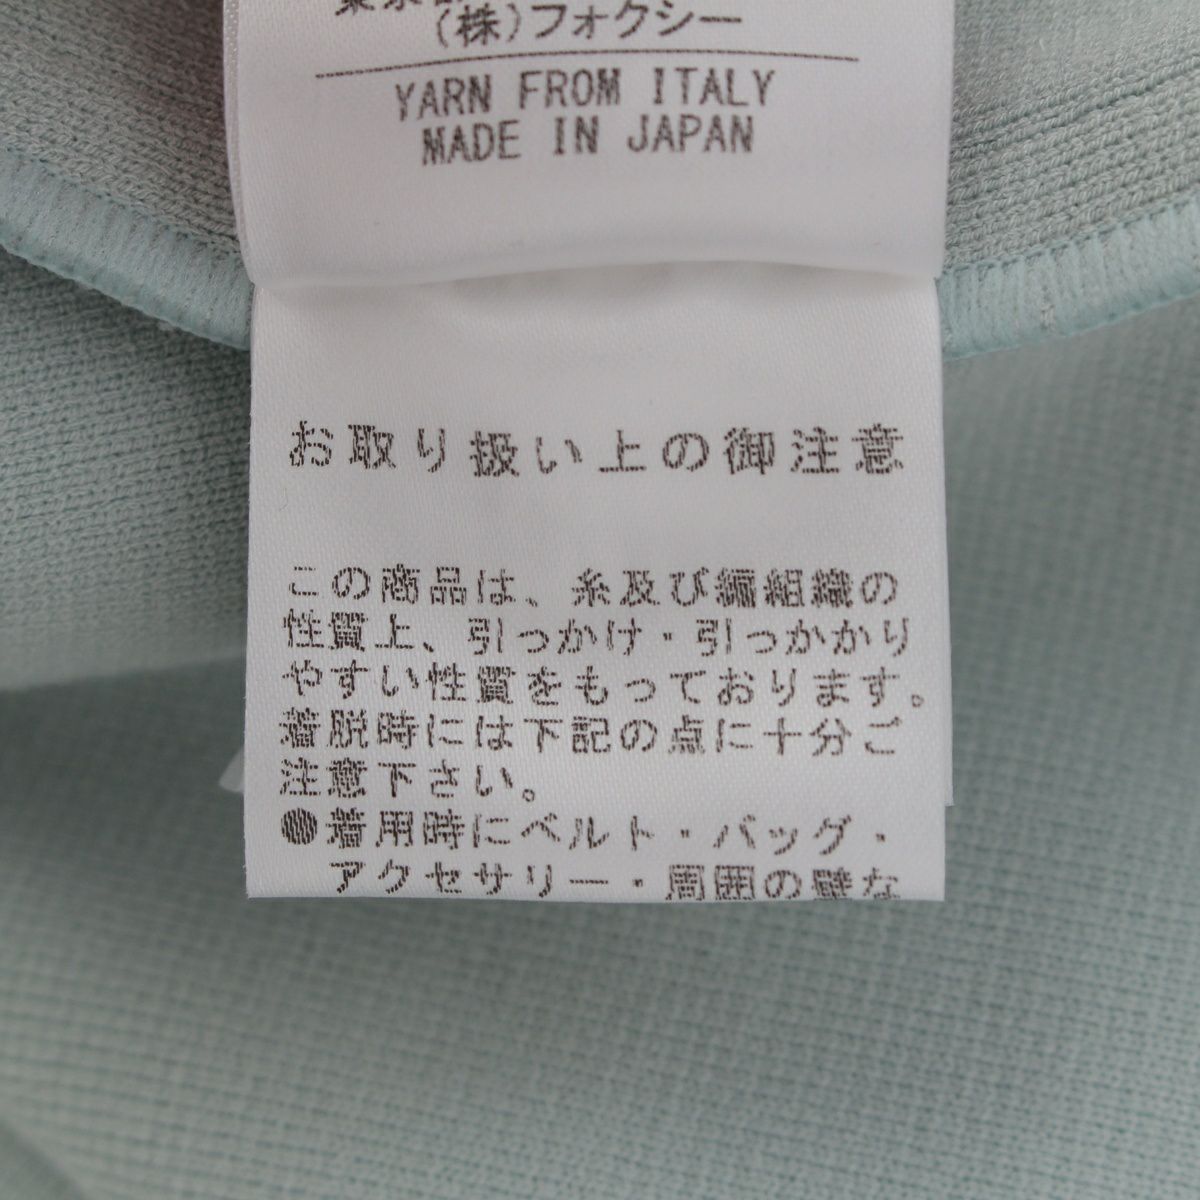 (株)フォクシー
YARN FROM ITALY
MADE IN JAPAN
お取り扱い上の御注意
この商品は、糸及び編組織の
性質上、引っかけ・引っかかり
やすい性質をもっております。
着脱時には下記の点に十分ご
注意下さい。
●着用時にベルト・バッグ・
アクセサリー・周囲の壁な